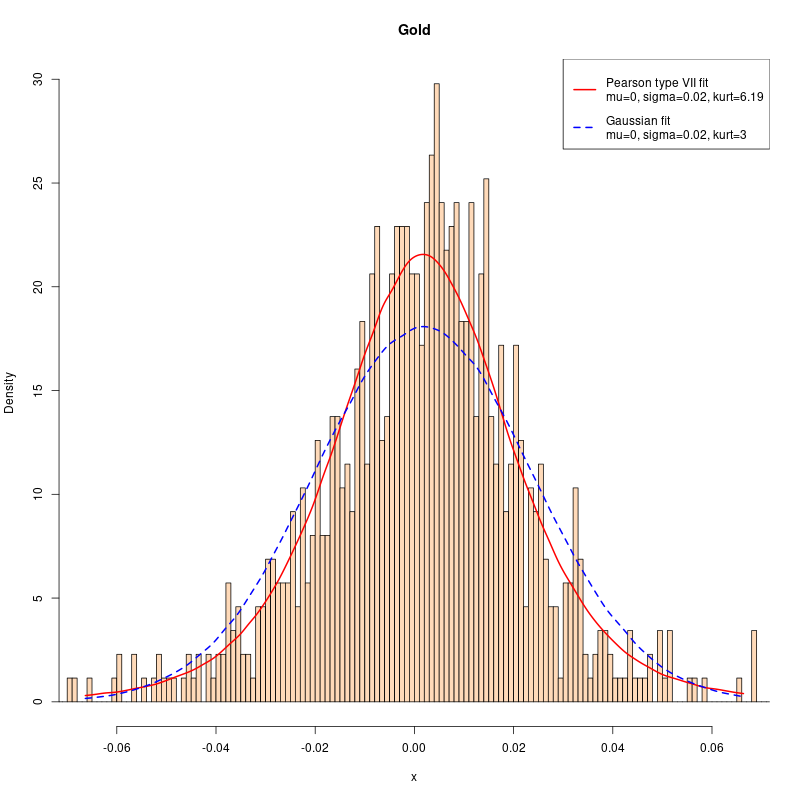 Gold
Pearson type VII fit
mu=0, sigma=0.02, kurt=6.19
Gaussian fit
mu=0, sigma=0.02, kurt=3
30
25
20
15
10
5
0
Density
-0.06 -0.04 -0.02 0.00 0.02 0.04 0.06
x